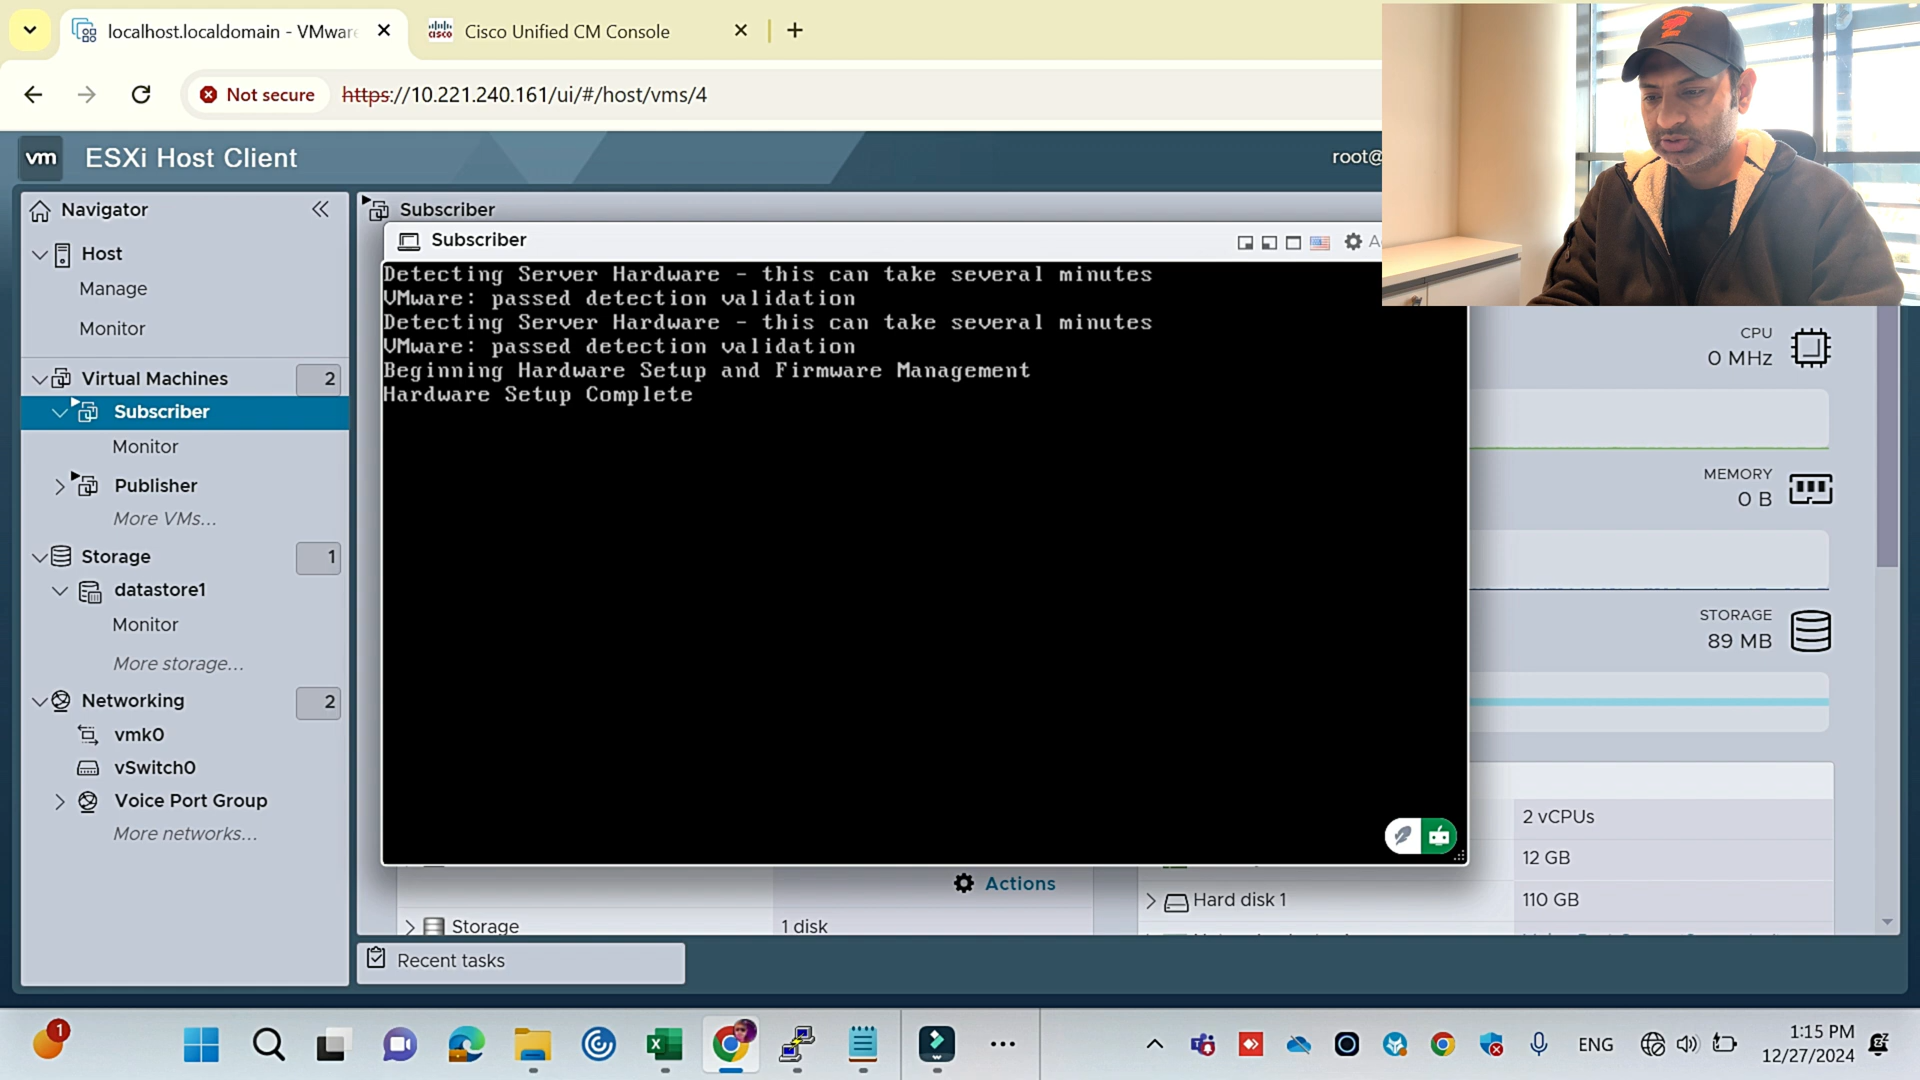 localhost.localdomain - VMware
Cisco Unified CM Console
Not secure
https://10.221.240.161/ui/#/host/vms/4
vm
ESXi Host Client
root@
Navigator
Host
Manage
Monitor
Virtual Machines
2
Subscriber
Monitor
Publisher
More VMs...
Storage
1
datastore1
Monitor
More storage...
Networking
2
vmk0
vSwitch0
Voice Port Group
More networks...
Subscriber
Subscriber
Detecting Server Hardware - this can take several minutes
VMware: passed detection validation
Detecting Server Hardware - this can take several minutes
VMware: passed detection validation
Beginning Hardware Setup and Firmware Management
Hardware Setup Complete
CPU
0 MHz
MEMORY
0 B
STORAGE
89 MB
2 vCPUs
12 GB
Hard disk 1
110 GB
Actions
Storage
1 disk
Recent tasks
1
ENG
1:15 PM
12/27/2024